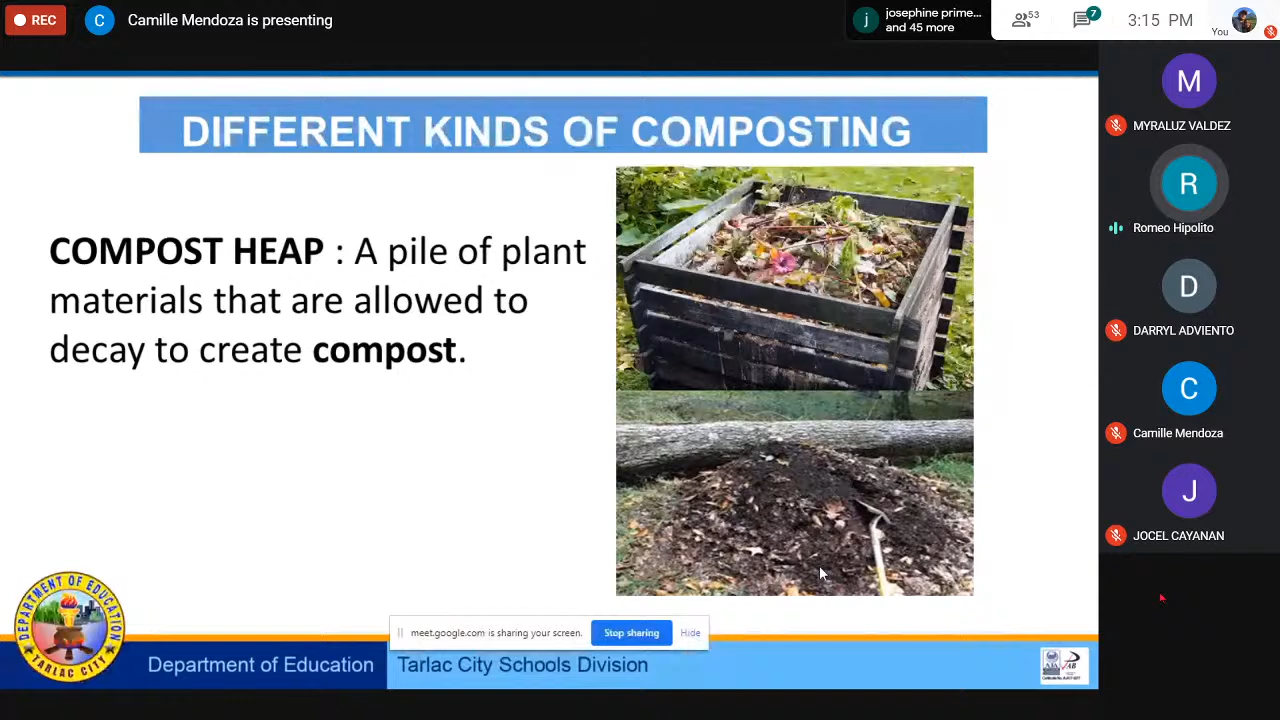 REC
C
Camille Mendoza is presenting
j
josephine prime...
and 45 more
53
7
3:15 PM
You
DIFFERENT KINDS OF COMPOSTING
COMPOST HEAP : A pile of plant
materials that are allowed to
decay to create compost.
M
MYRALUZ VALDEZ
R
Romeo Hipolito
D
DARRYL ADVIENTO
C
Camille Mendoza
J
JOCEL CAYANAN
DEPARTMENT OF EDUCATION
TARLAC CITY
meet.google.com is sharing your screen.
Stop sharing
Hide
Department of Education
Tarlac City Schools Division